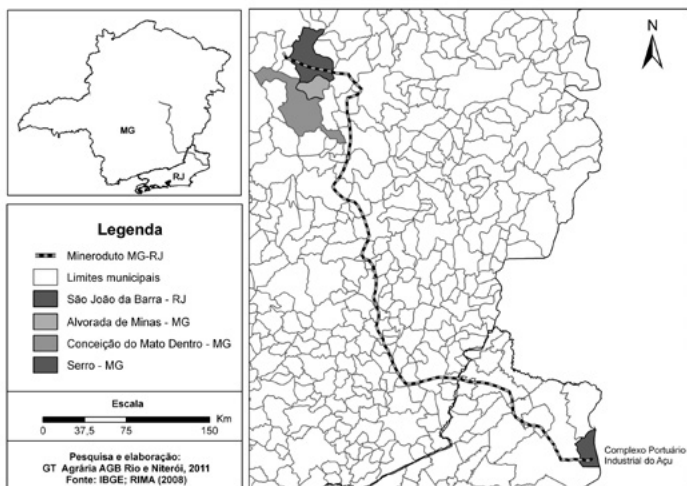 MG
RJ
N
Legenda
Mineroduto MG-RJ
Limites municipais
São João da Barra - RJ
Alvorada de Minas - MG
Conceição do Mato Dentro - MG
Serro - MG
Escala
Km
0 37,5 75 150
Pesquisa e elaboração:
GT Agrária AGB Rio e Niterói, 2011
Fonte: IBGE; RIMA (2008)
Complexo Portuário
Industrial do Açu